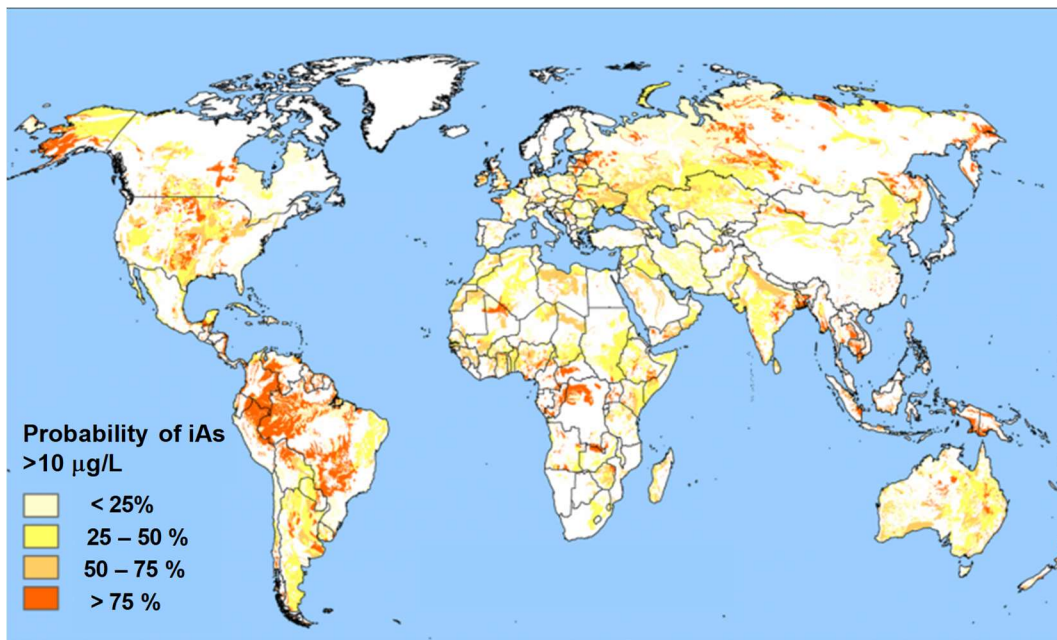 Probability of iAs
>10 μg/L
< 25%
25 – 50 %
50 – 75 %
> 75 %